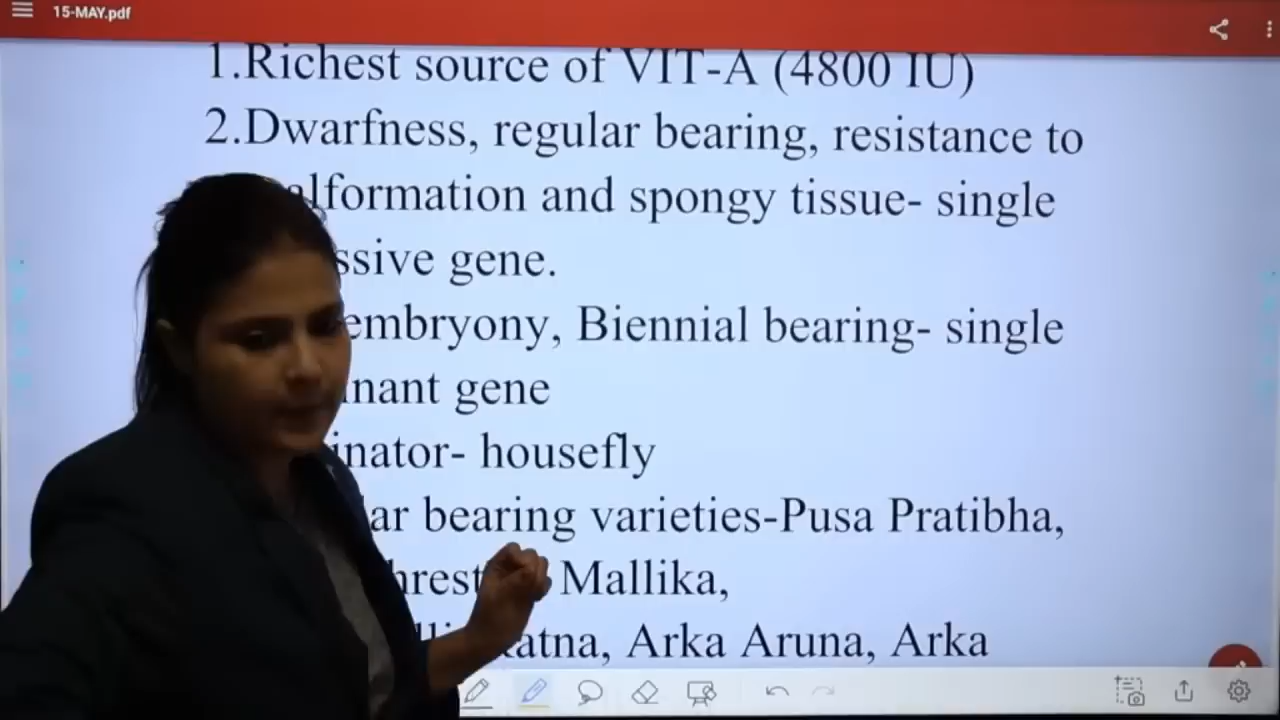 15-MAY.pdf
1.Richest source of VIT-A (4800 IU)
2.Dwarfness, regular bearing, resistance to
alformation and spongy tissue- single
ssive gene.
embryony, Biennial bearing- single
nant gene
inator- housefly
ar bearing varieties-Pusa Pratibha,
hrest Mallika,
atna, Arka Aruna, Arka